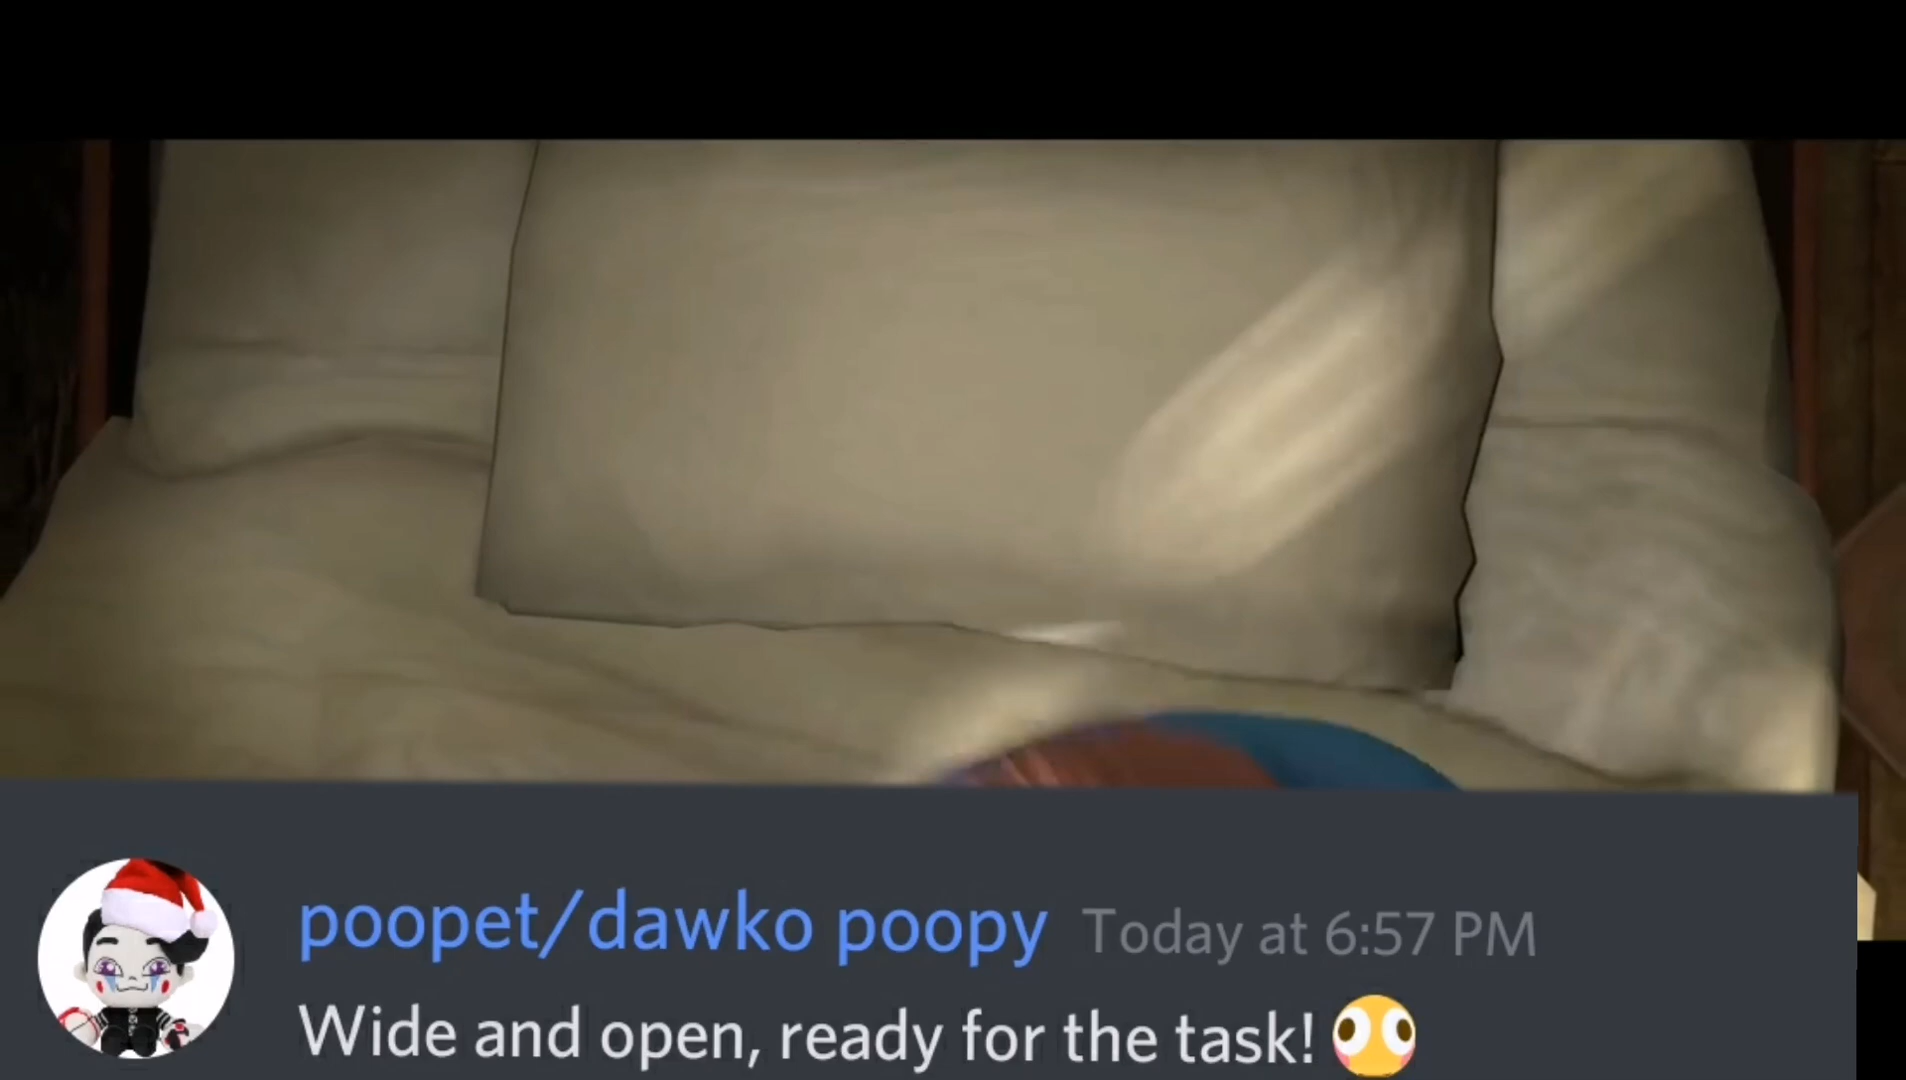 poopet/dawko poopy Today at 6:57 PM
Wide and open, ready for the task!